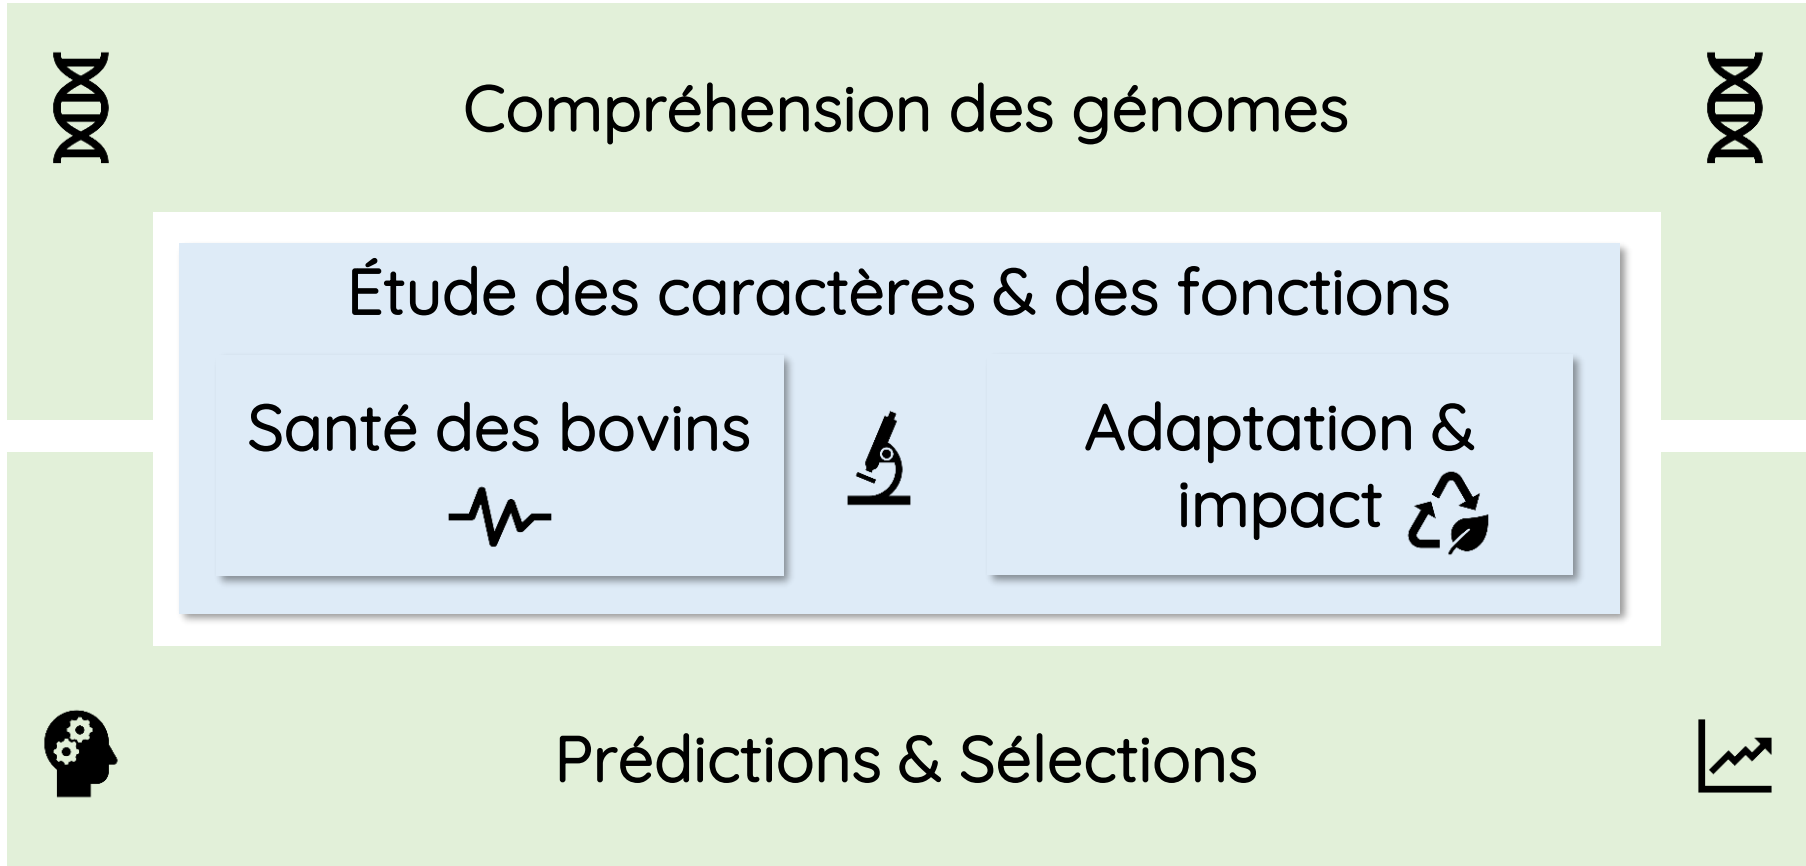 Compréhension des génomes
Étude des caractères & des fonctions
Santé des bovins
Adaptation &
impact
Prédictions & Sélections